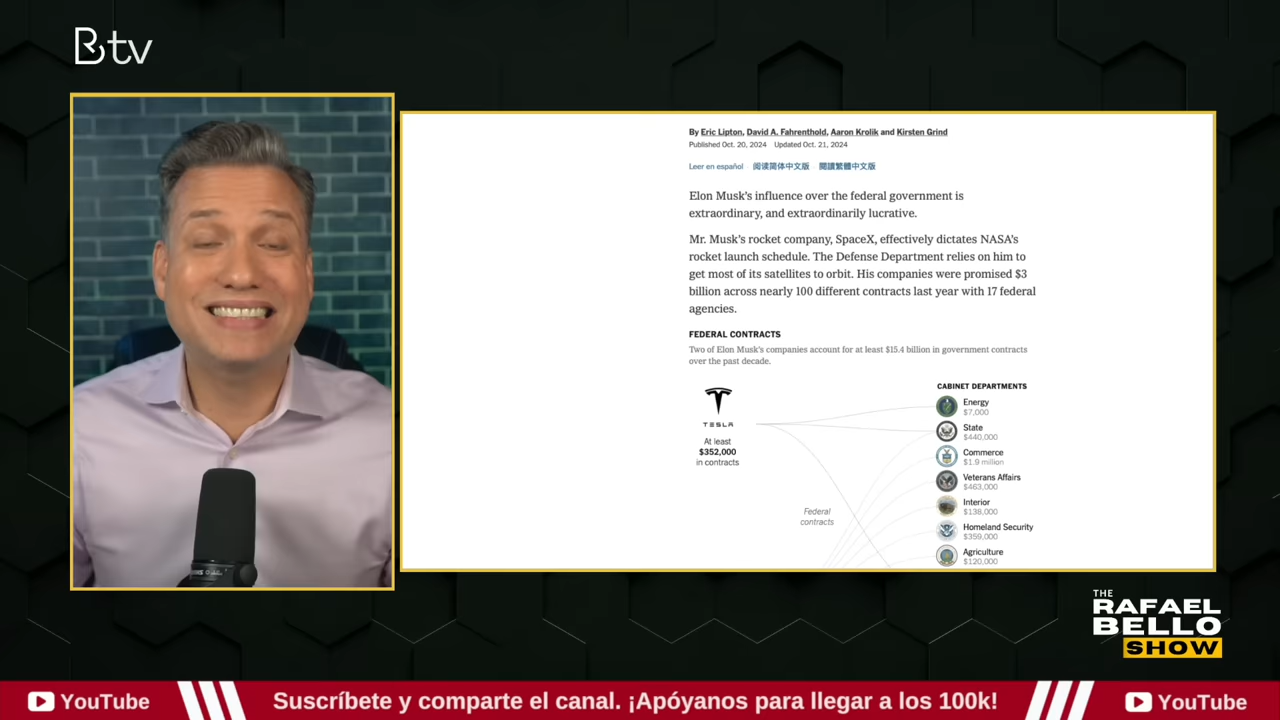 Btv
By Eric Lipton, David A. Fahrenthold, Aaron Krolik and Kirsten Grind
Published Oct. 20, 2024 Updated Oct. 21, 2024
Leer en español 阅读简体中文版 閱讀繁體中文版
Elon Musk's influence over the federal government is
extraordinary, and extraordinarily lucrative.
Mr. Musk's rocket company, SpaceX, effectively dictates NASA's
rocket launch schedule. The Defense Department relies on him to
get most of its satellites to orbit. His companies were promised $3
billion across nearly 100 different contracts last year with 17 federal
agencies.
FEDERAL CONTRACTS
Two of Elon Musk's companies account for at least $15.4 billion in government contracts
over the past decade.
TESLA
At least
$352,000
in contracts
Federal
contracts
CABINET DEPARTMENTS
Energy
$7,000
State
$440,000
Commerce
$1.9 million
Veterans Affairs
$463,000
Interior
$138,000
Homeland Security
$359,000
Agriculture
$120,000
THE
RAFAEL
BELLO
SHOW
YouTube
Suscríbete y comparte el canal. ¡Apóyanos para llegar a los 100k!
YouTube